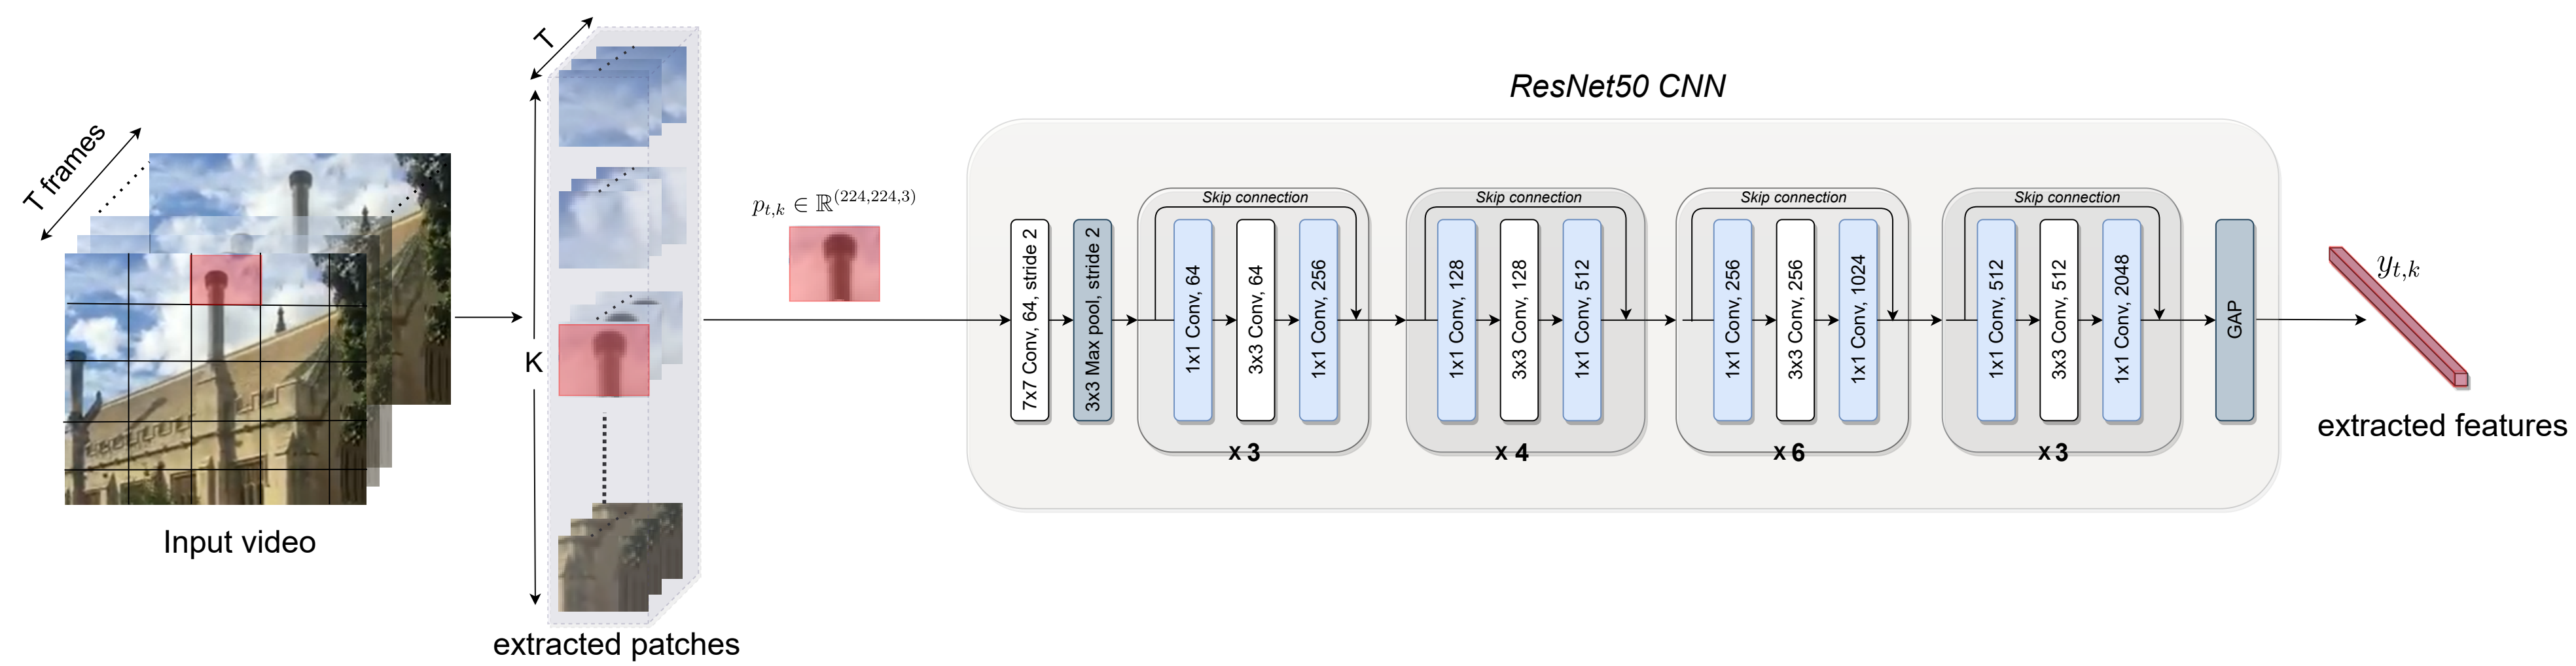 T frames
Input video
T
K
extracted patches
p_{t,k} ∈ ℝ^{(224,224,3)}
ResNet50 CNN
7x7 Conv, 64, stride 2
3x3 Max pool, stride 2
Skip connection
1x1 Conv, 64
3x3 Conv, 64
1x1 Conv, 256
x 3
Skip connection
1x1 Conv, 128
3x3 Conv, 128
1x1 Conv, 512
x 4
Skip connection
1x1 Conv, 256
3x3 Conv, 256
1x1 Conv, 1024
x 6
Skip connection
1x1 Conv, 512
3x3 Conv, 512
1x1 Conv, 2048
x 3
GAP
y_{t,k}
extracted features